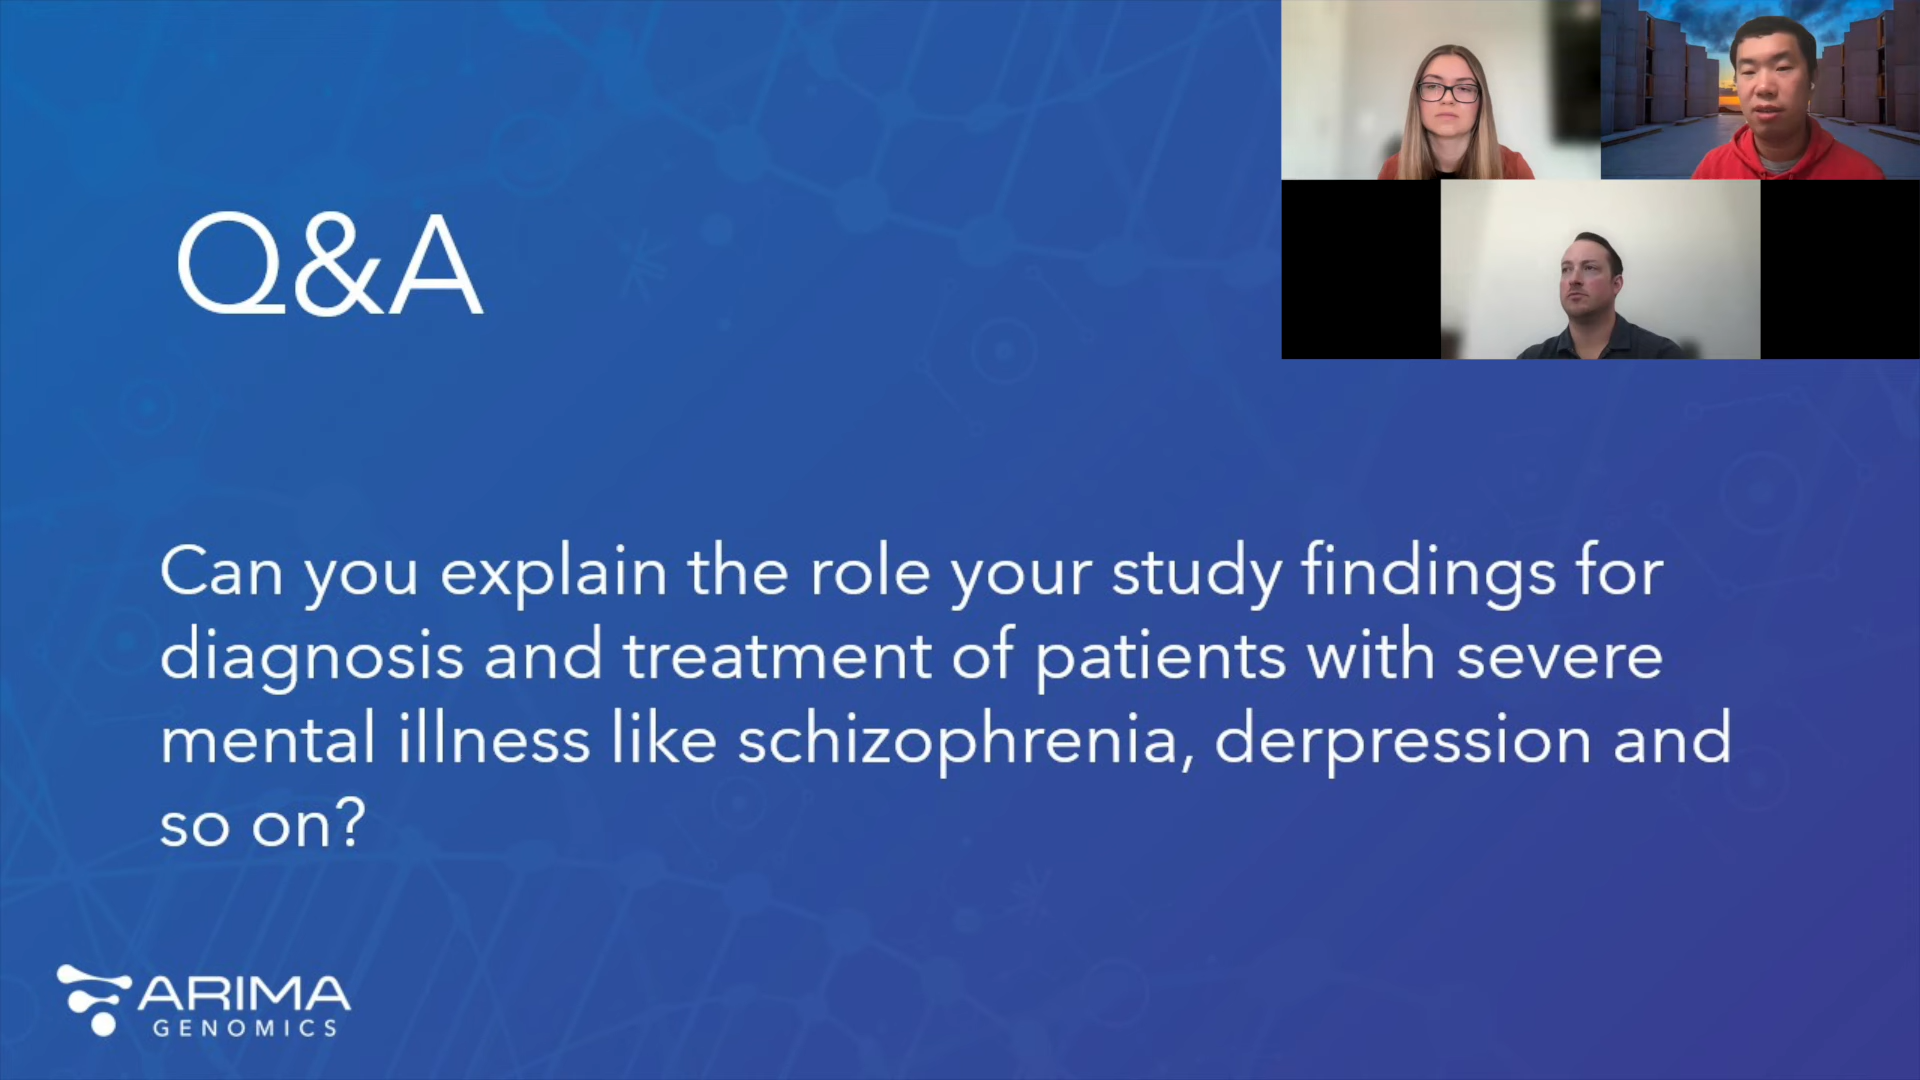 Q&A
Can you explain the role your study findings for
diagnosis and treatment of patients with severe
mental illness like schizophrenia, derpression and
so on?
ARIMA
GENOMICS